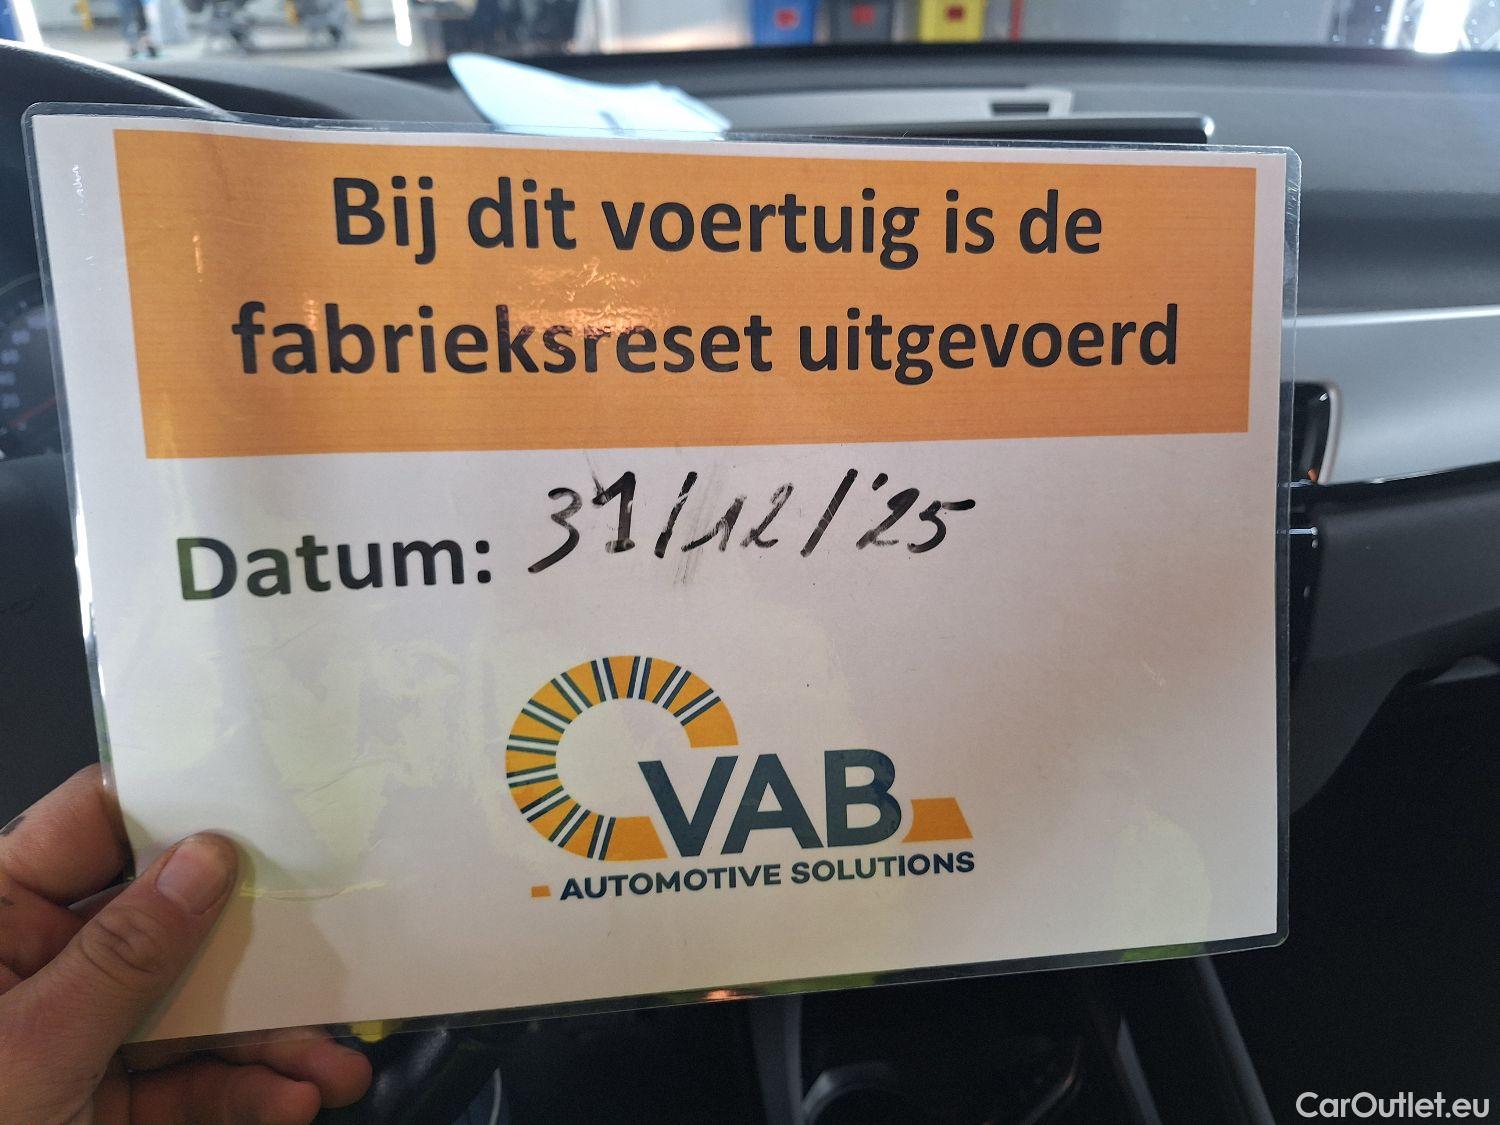 Bij dit voertuig is de
fabrieksreset uitgevoerd
Datum: 31/12/'25
VAB
AUTOMOTIVE SOLUTIONS
CarOutlet.eu